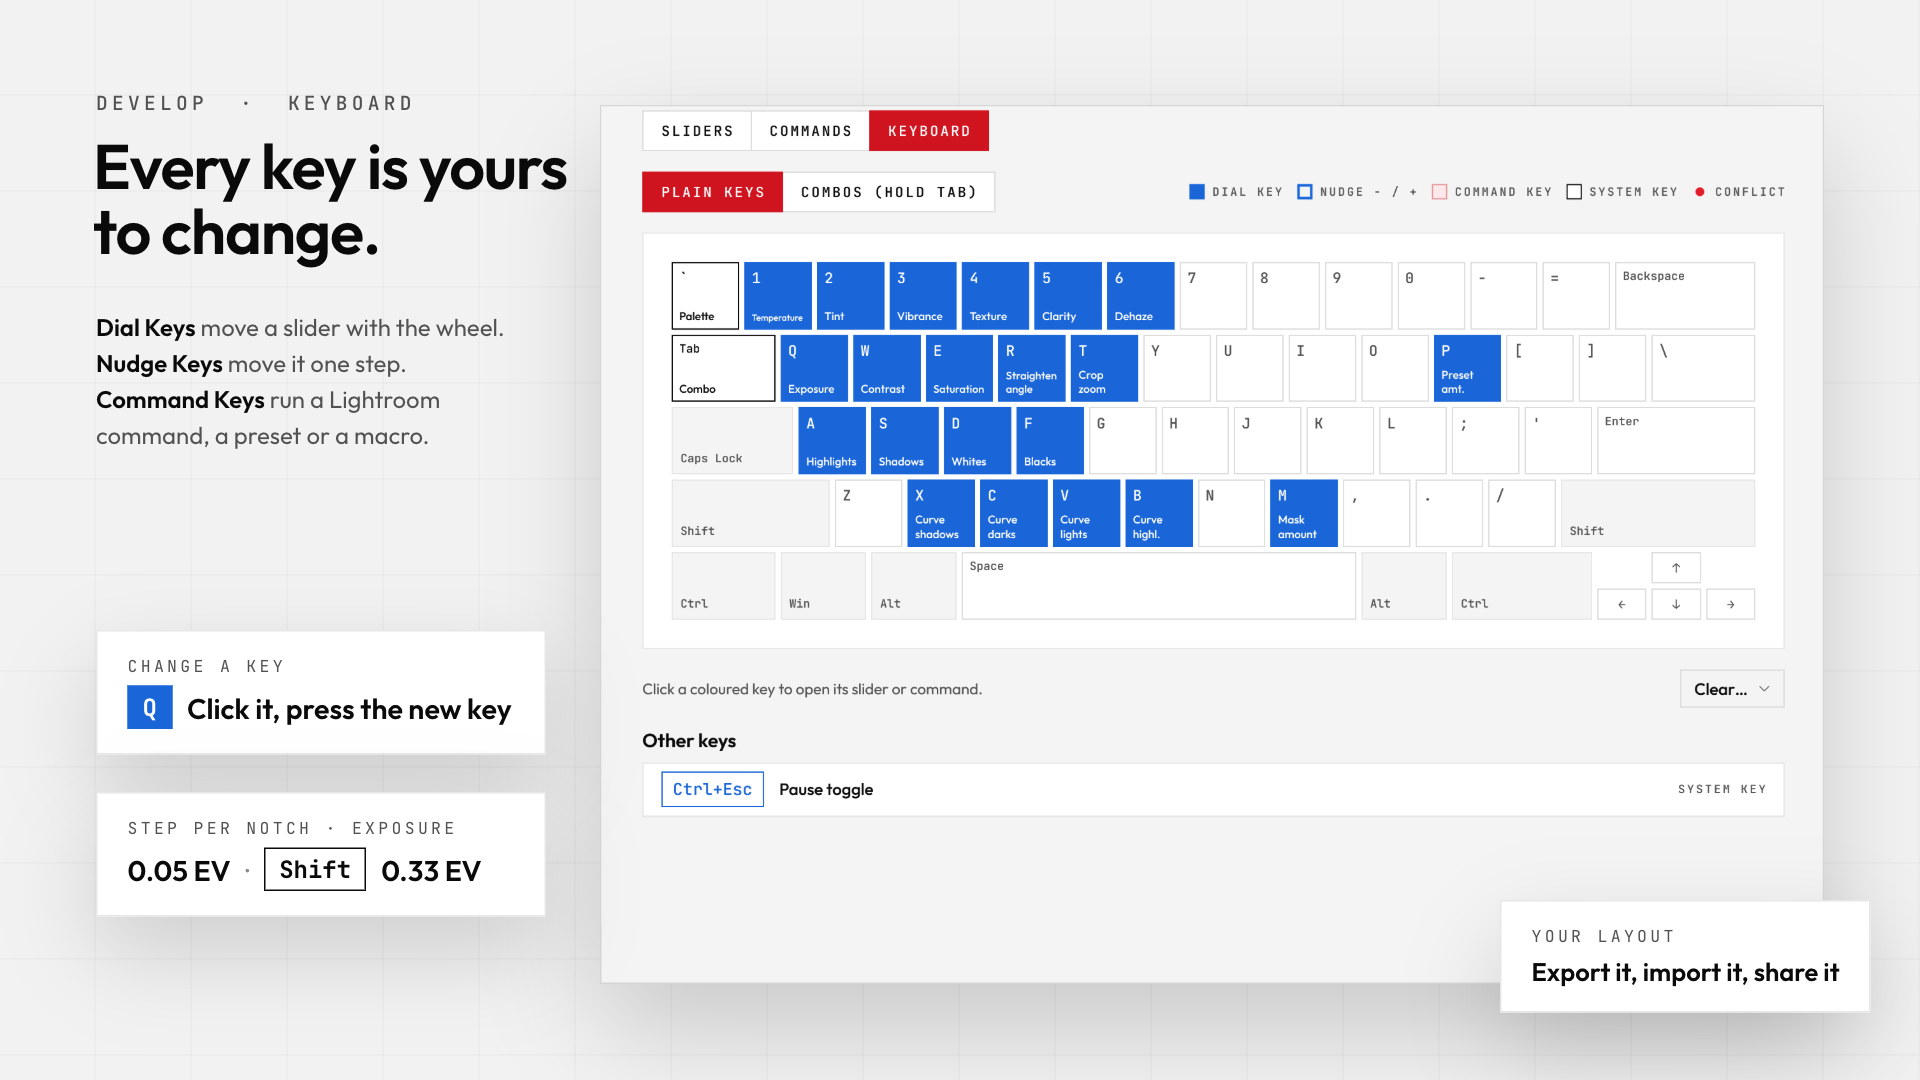 DEVELOP · KEYBOARD
Every key is yours
to change.
Dial Keys move a slider with the wheel.
Nudge Keys move it one step.
Command Keys run a Lightroom
command, a preset or a macro.
CHANGE A KEY
Q Click it, press the new key
STEP PER NOTCH · EXPOSURE
0.05 EV · Shift 0.33 EV
SLIDERS COMMANDS KEYBOARD
PLAIN KEYS COMBOS (HOLD TAB)
DIAL KEY NUDGE - / + COMMAND KEY SYSTEM KEY CONFLICT
` 1 2 3 4 5 6 7 8 9 0 - = Backspace
Palette Temperature Tint Vibrance Texture Clarity Dehaze
Tab Q W E R T Y U I O P [ ] \
Combo Exposure Contrast Saturation Straighten angle Crop zoom Preset amt.
A S D F G H J K L ; ' Enter
Caps Lock Highlights Shadows Whites Blacks
Z X C V B N M , . /
Shift Curve shadows Curve darks Curve lights Curve highl. Mask amount Shift
Space ↑
Ctrl Win Alt Alt Ctrl ← ↓ →
Click a coloured key to open its slider or command.
Clear...
Other keys
Ctrl+Esc Pause toggle SYSTEM KEY
YOUR LAYOUT
Export it, import it, share it